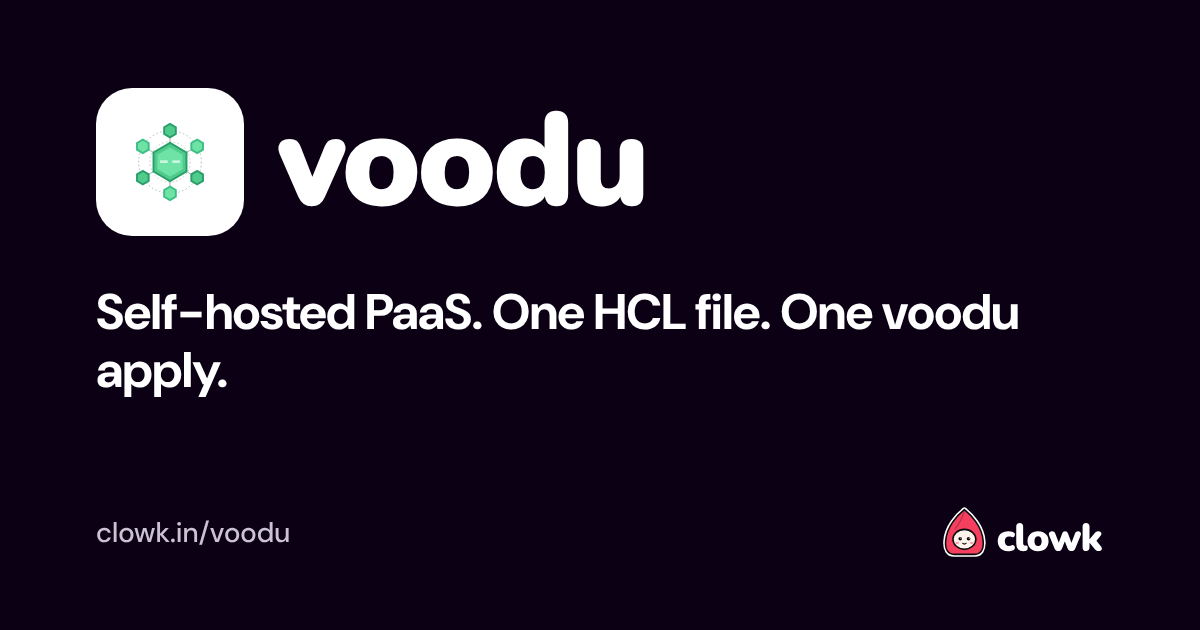 voodu
Self-hosted PaaS. One HCL file. One voodu
apply.
clowk.in/voodu
clowk